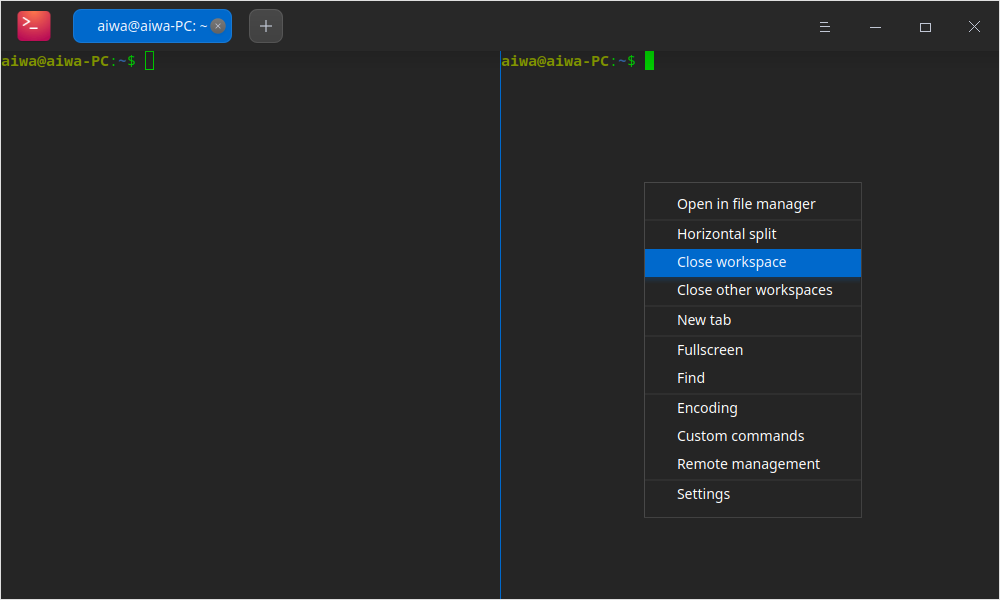 >_
aiwa@aiwa-PC: ~
aiwa@aiwa-PC:~$
aiwa@aiwa-PC:~$
Open in file manager
Horizontal split
Close workspace
Close other workspaces
New tab
Fullscreen
Find
Encoding
Custom commands
Remote management
Settings